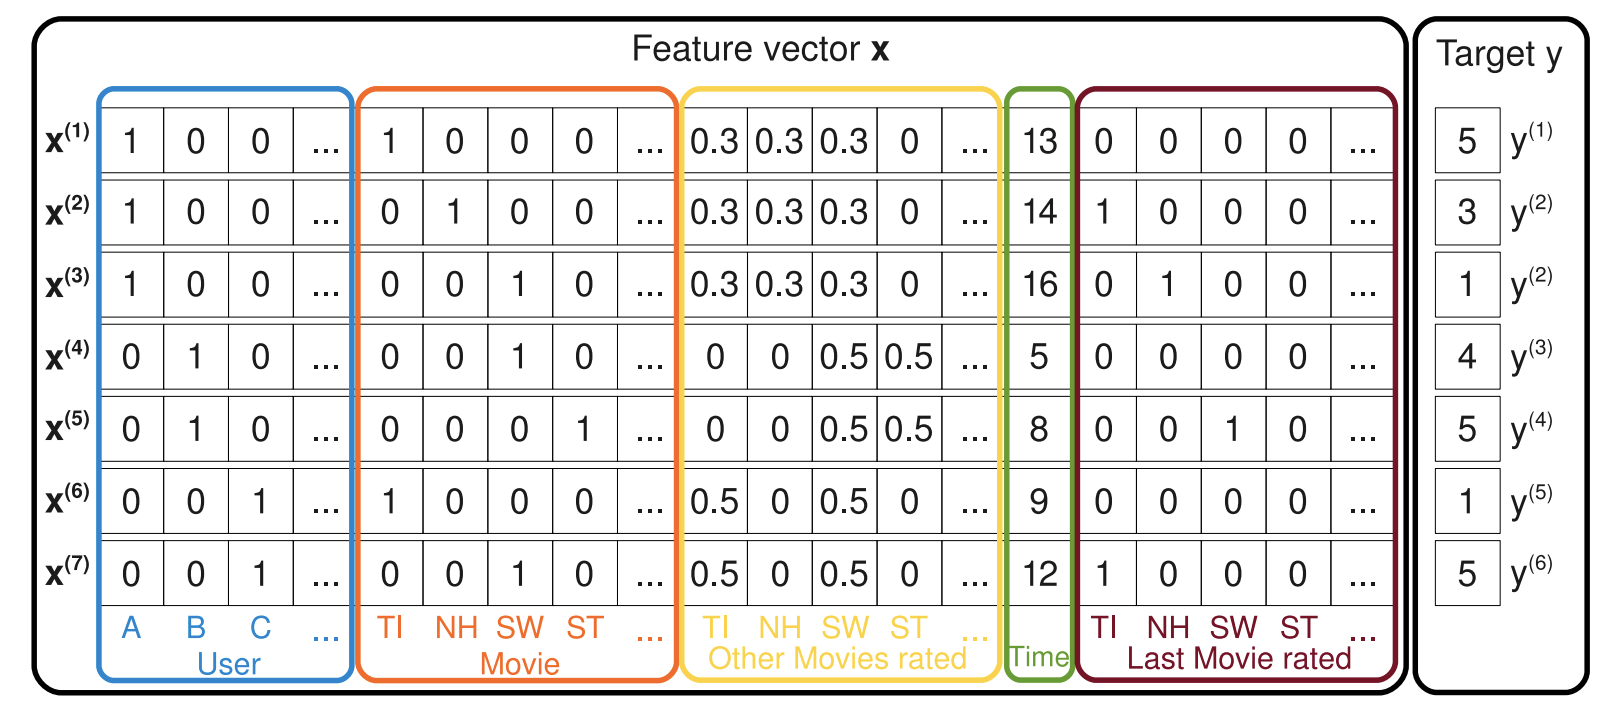 Feature vector x
Target y
x(1) 1 0 0 ... 1 0 0 0 ... 0.3 0.3 0.3 0 ... 13 0 0 0 0 ... 5 y(1)
x(2) 1 0 0 ... 0 1 0 0 ... 0.3 0.3 0.3 0 ... 14 1 0 0 0 ... 3 y(2)
x(3) 1 0 0 ... 0 0 1 0 ... 0.3 0.3 0.3 0 ... 16 0 1 0 0 ... 1 y(2)
x(4) 0 1 0 ... 0 0 1 0 ... 0 0 0.5 0.5 ... 5 0 0 0 0 ... 4 y(3)
x(5) 0 1 0 ... 0 0 0 1 ... 0 0 0.5 0.5 ... 8 0 0 1 0 ... 5 y(4)
x(6) 0 0 1 ... 1 0 0 0 ... 0.5 0 0.5 0 ... 9 0 0 0 0 ... 1 y(5)
x(7) 0 0 1 ... 0 0 1 0 ... 0.5 0 0.5 0 ... 12 1 0 0 0 ... 5 y(6)
A B C ... TI NH SW ST ... TI NH SW ST ... TI NH SW ST ...
User Movie Other Movies rated Time Last Movie rated